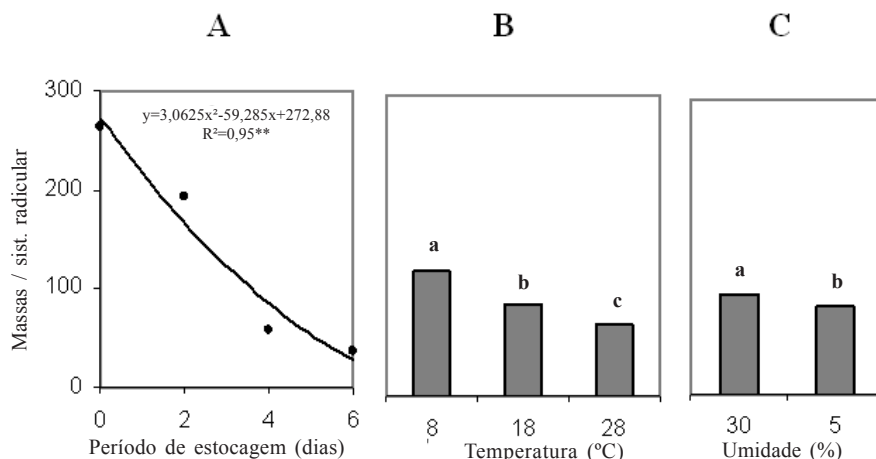 A
B
C
300
200
100
0
Massas / sist. radicular
y=3,0625x²-59,285x+272,88
R²=0,95**
0 2 4 6
Período de estocagem (dias)
a
b
c
8 18 28
Temperatura (ºC)
a
b
30 5
Umidade (%)